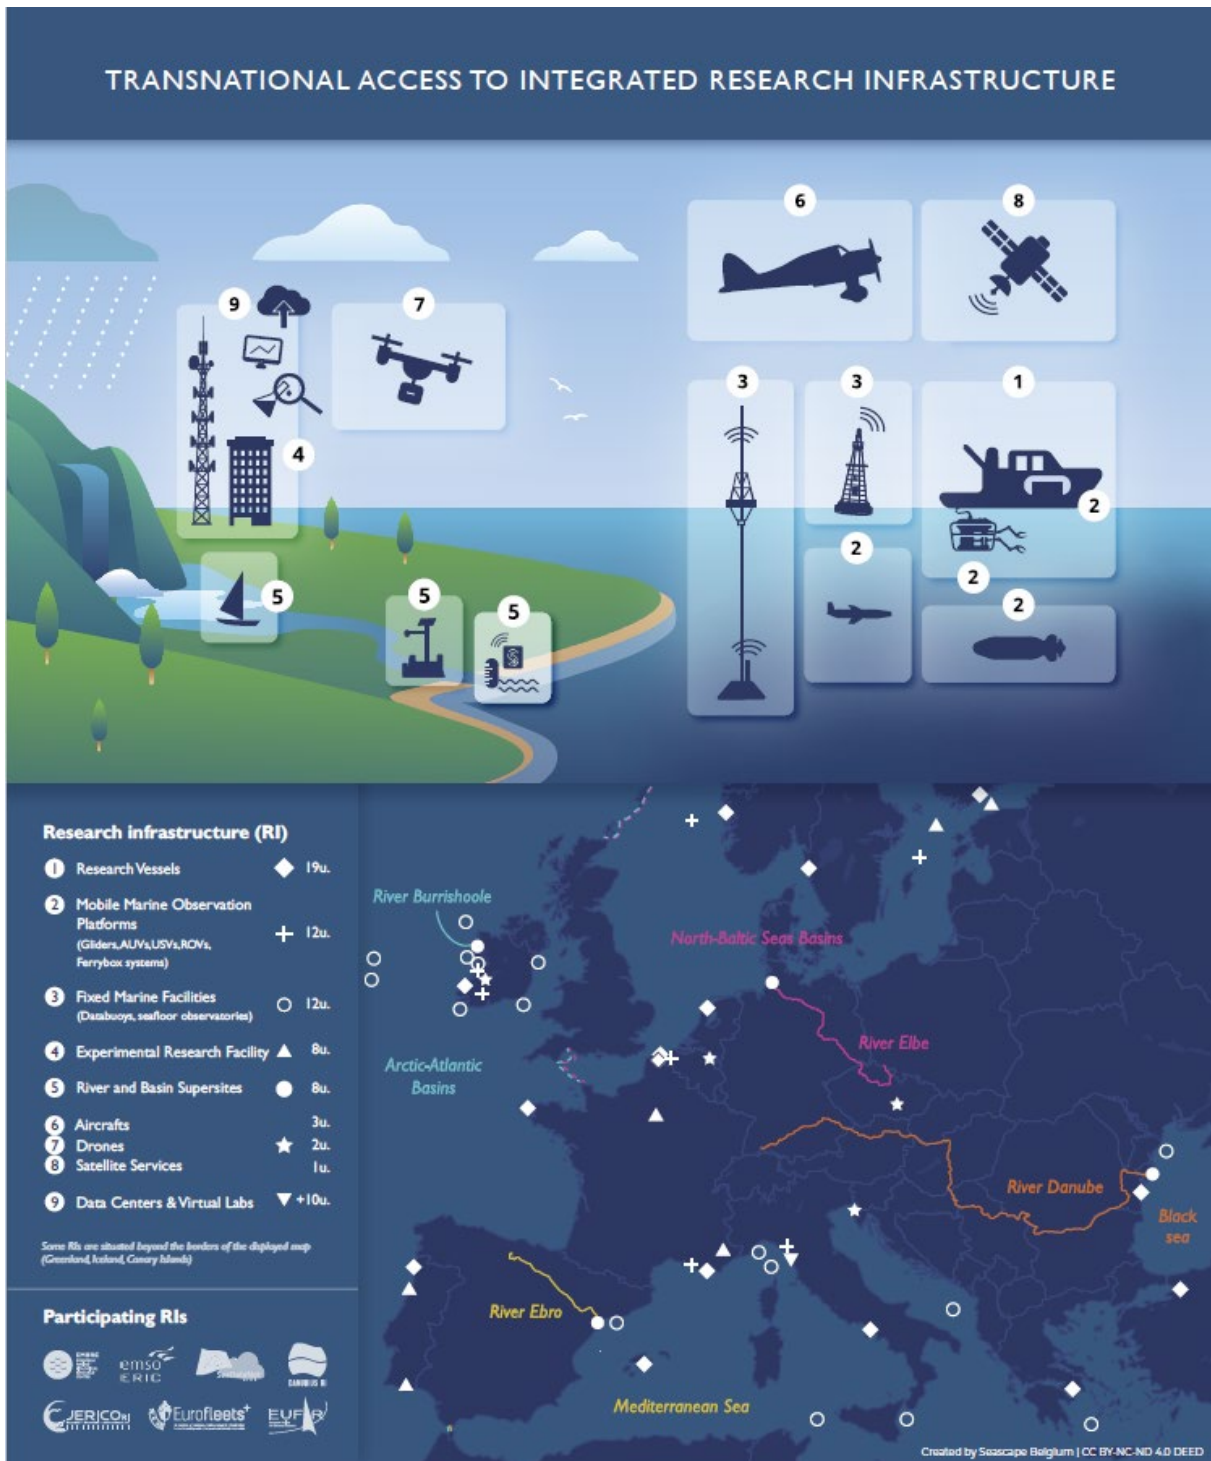 TRANSNATIONAL ACCESS TO INTEGRATED RESEARCH INFRASTRUCTURE
6
8
9
7
3
3
1
4
2
2
2
5
5
5
2
Research infrastructure (RI)
1 Research Vessels 19u.
2 Mobile Marine Observation
Platforms
(Gliders,AUVs,USVs,ROVs,
Ferrybox systems)
12u.
3 Fixed Marine Facilities
(Databuoys, seafloor observatories)
12u.
4 Experimental Research Facility 8u.
5 River and Basin Supersites 8u.
6 Aircrafts 3u.
7 Drones 2u.
8 Satellite Services 1u.
9 Data Centers & Virtual Labs +10u.
Some RIs are situated beyond the borders of the displayed map
(Greenland, Iceland, Canary Islands)
Participating RIs
emso
ERIC
DANUBIUS RI
JERICO RI
Eurofleets+
EUFAR
River Burrishoole
North-Baltic Seas Basins
River Elbe
Arctic-Atlantic
Basins
River Danube
Black
sea
River Ebro
Mediterranean Sea
Created by Seascape Belgium | CC BY-NC-ND 4.0 DEED